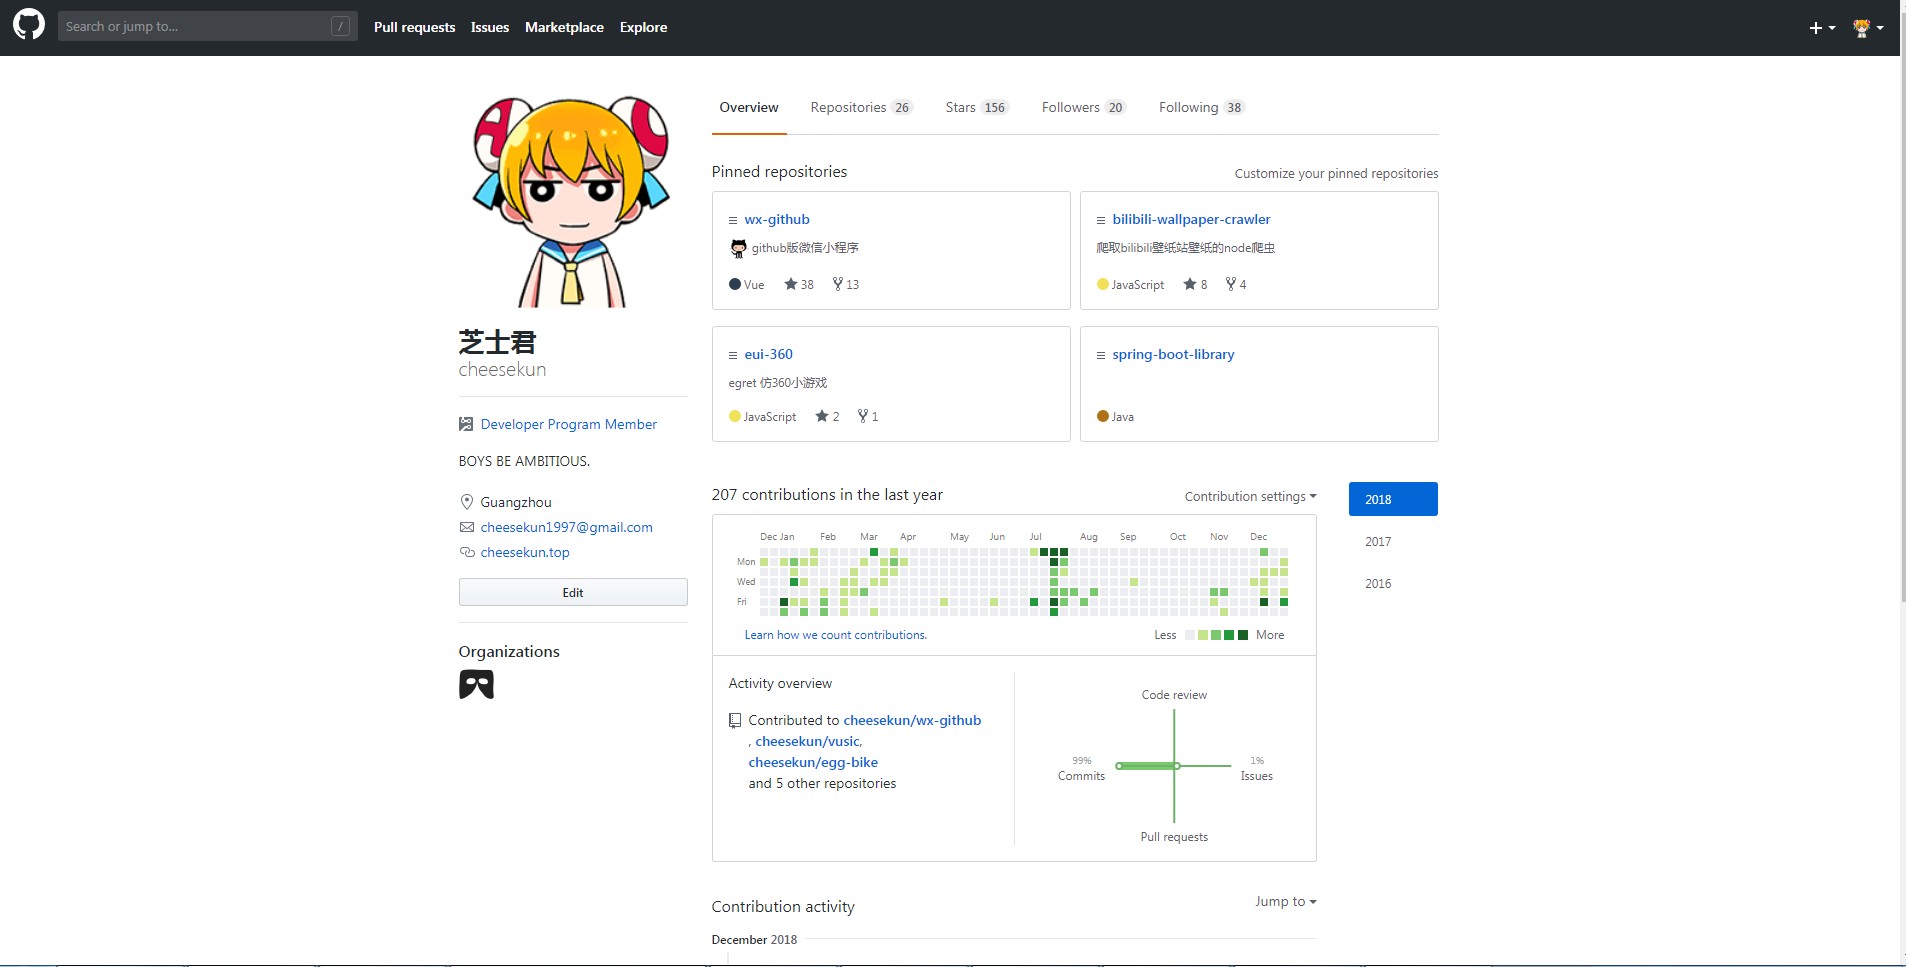 Search or jump to... /
Pull requests Issues Marketplace Explore
Overview Repositories 26 Stars 156 Followers 20 Following 38
芝士君
cheesekun
Developer Program Member
BOYS BE AMBITIOUS.
Guangzhou
cheesekun1997@gmail.com
cheesekun.top
Edit
Organizations
Pinned repositories
Customize your pinned repositories
wx-github
github版微信小程序
Vue 38 13
bilibili-wallpaper-crawler
爬取bilibili壁纸站壁纸的node爬虫
JavaScript 8 4
eui-360
egret 仿360小游戏
JavaScript 2 1
spring-boot-library
Java
207 contributions in the last year
Contribution settings
2018
2017
2016
Dec Jan Feb Mar Apr May Jun Jul Aug Sep Oct Nov Dec
Mon
Wed
Fri
Learn how we count contributions.
Less More
Activity overview
Contributed to cheesekun/wx-github
, cheesekun/vusic,
cheesekun/egg-bike
and 5 other repositories
Code review
99%
Commits
1%
Issues
Pull requests
Contribution activity
Jump to
December 2018